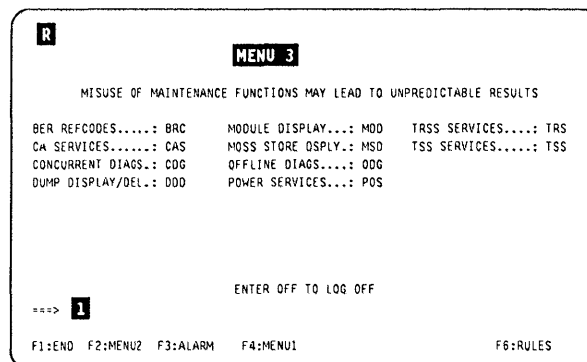 R
MENU 3
MISUSE OF MAINTENANCE FUNCTIONS MAY LEAD TO UNPREDICTABLE RESULTS
BER REFCODES.....: BRC MODULE DISPLAY...: MDD TRSS SERVICES....: TRS
CA SERVICES......: CAS MOSS STORE DSPLY.: MSD TSS SERVICES.....: TSS
CONCURRENT DIAGS.: CDG OFFLINE DIAGS....: ODG
DUMP DISPLAY/DEL.: DDD POWER SERVICES...: POS
ENTER OFF TO LOG OFF
===> 1
F1:END F2:MENU2 F3:ALARM F4:MENU1 F6:RULES